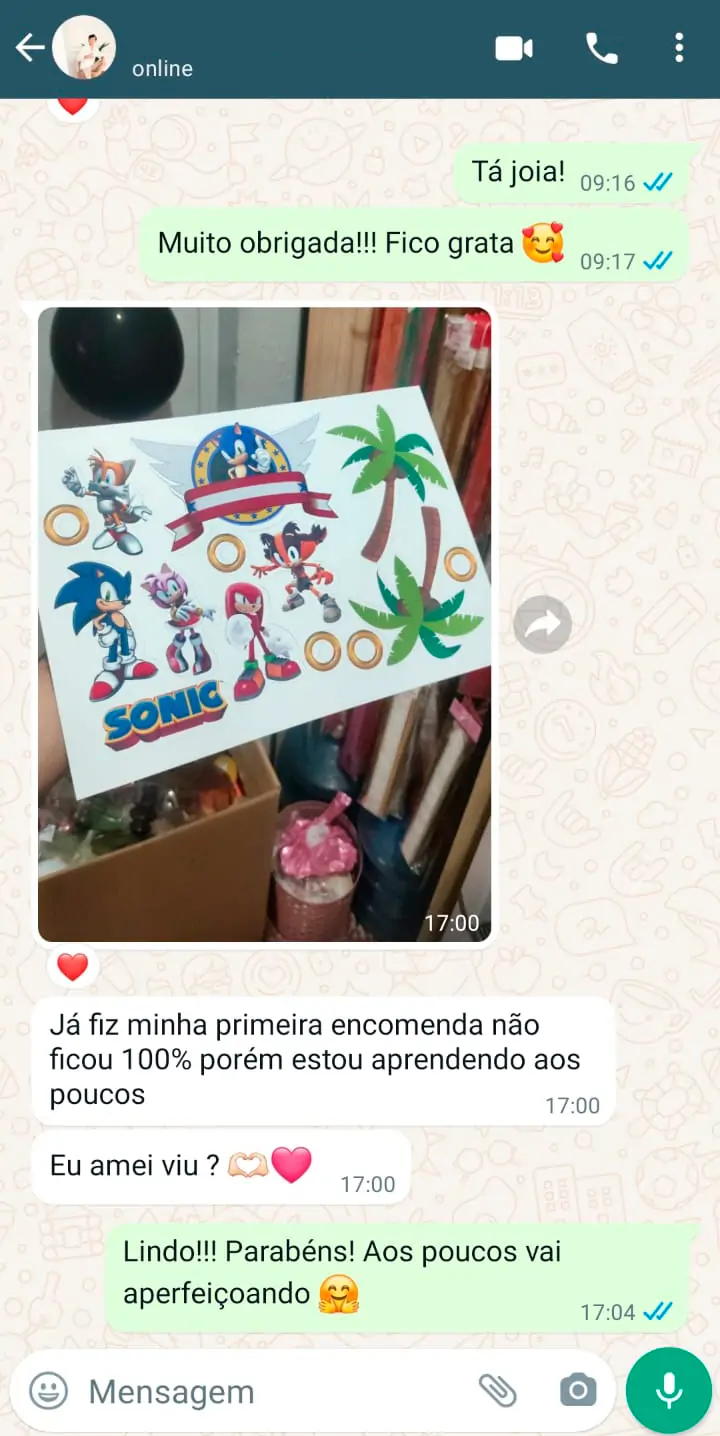 online
Tá joia!
09:16
Muito obrigada!!! Fico grata 🥰
09:17
SONIC
17:00
Já fiz minha primeira encomenda não
ficou 100% porém estou aprendendo aos
poucos
17:00
Eu amei viu ? 🫶🏻🩷
17:00
Lindo!!! Parabéns! Aos poucos vai
aperfeiçoando 🤗
17:04
Mensagem